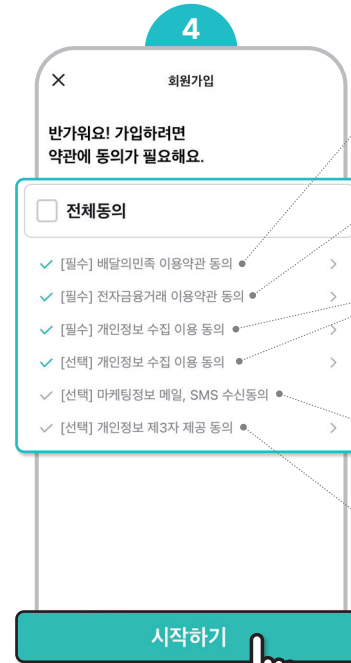 4
회원가입
반가워요! 가입하려면
약관에 동의가 필요해요.
전체동의
[필수] 배달의민족 이용약관 동의
[필수] 전자금융거래 이용약관 동의
[필수] 개인정보 수집 이용 동의
[선택] 개인정보 수집 이용 동의
[선택] 마케팅정보 메일, SMS 수신동의
[선택] 개인정보 제3자 제공 동의
시작하기